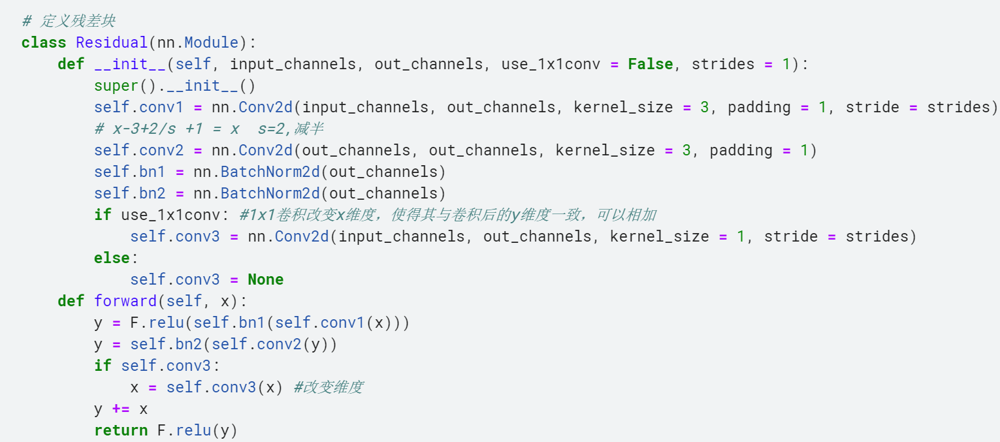 # 定义残差块
class Residual(nn.Module):
    def __init__(self, input_channels, out_channels, use_1x1conv = False, strides = 1):
        super().__init__()
        self.conv1 = nn.Conv2d(input_channels, out_channels, kernel_size = 3, padding = 1, stride = strides)
        # x-3+2/s +1 = x  s=2,减半
        self.conv2 = nn.Conv2d(out_channels, out_channels, kernel_size = 3, padding = 1)
        self.bn1 = nn.BatchNorm2d(out_channels)
        self.bn2 = nn.BatchNorm2d(out_channels)
        if use_1x1conv: #1x1卷积改变x维度，使得其与卷积后的y维度一致，可以相加
            self.conv3 = nn.Conv2d(input_channels, out_channels, kernel_size = 1, stride = strides)
        else:
            self.conv3 = None
    def forward(self, x):
        y = F.relu(self.bn1(self.conv1(x)))
        y = self.bn2(self.conv2(y))
        if self.conv3:
            x = self.conv3(x) #改变维度
        y += x
        return F.relu(y)